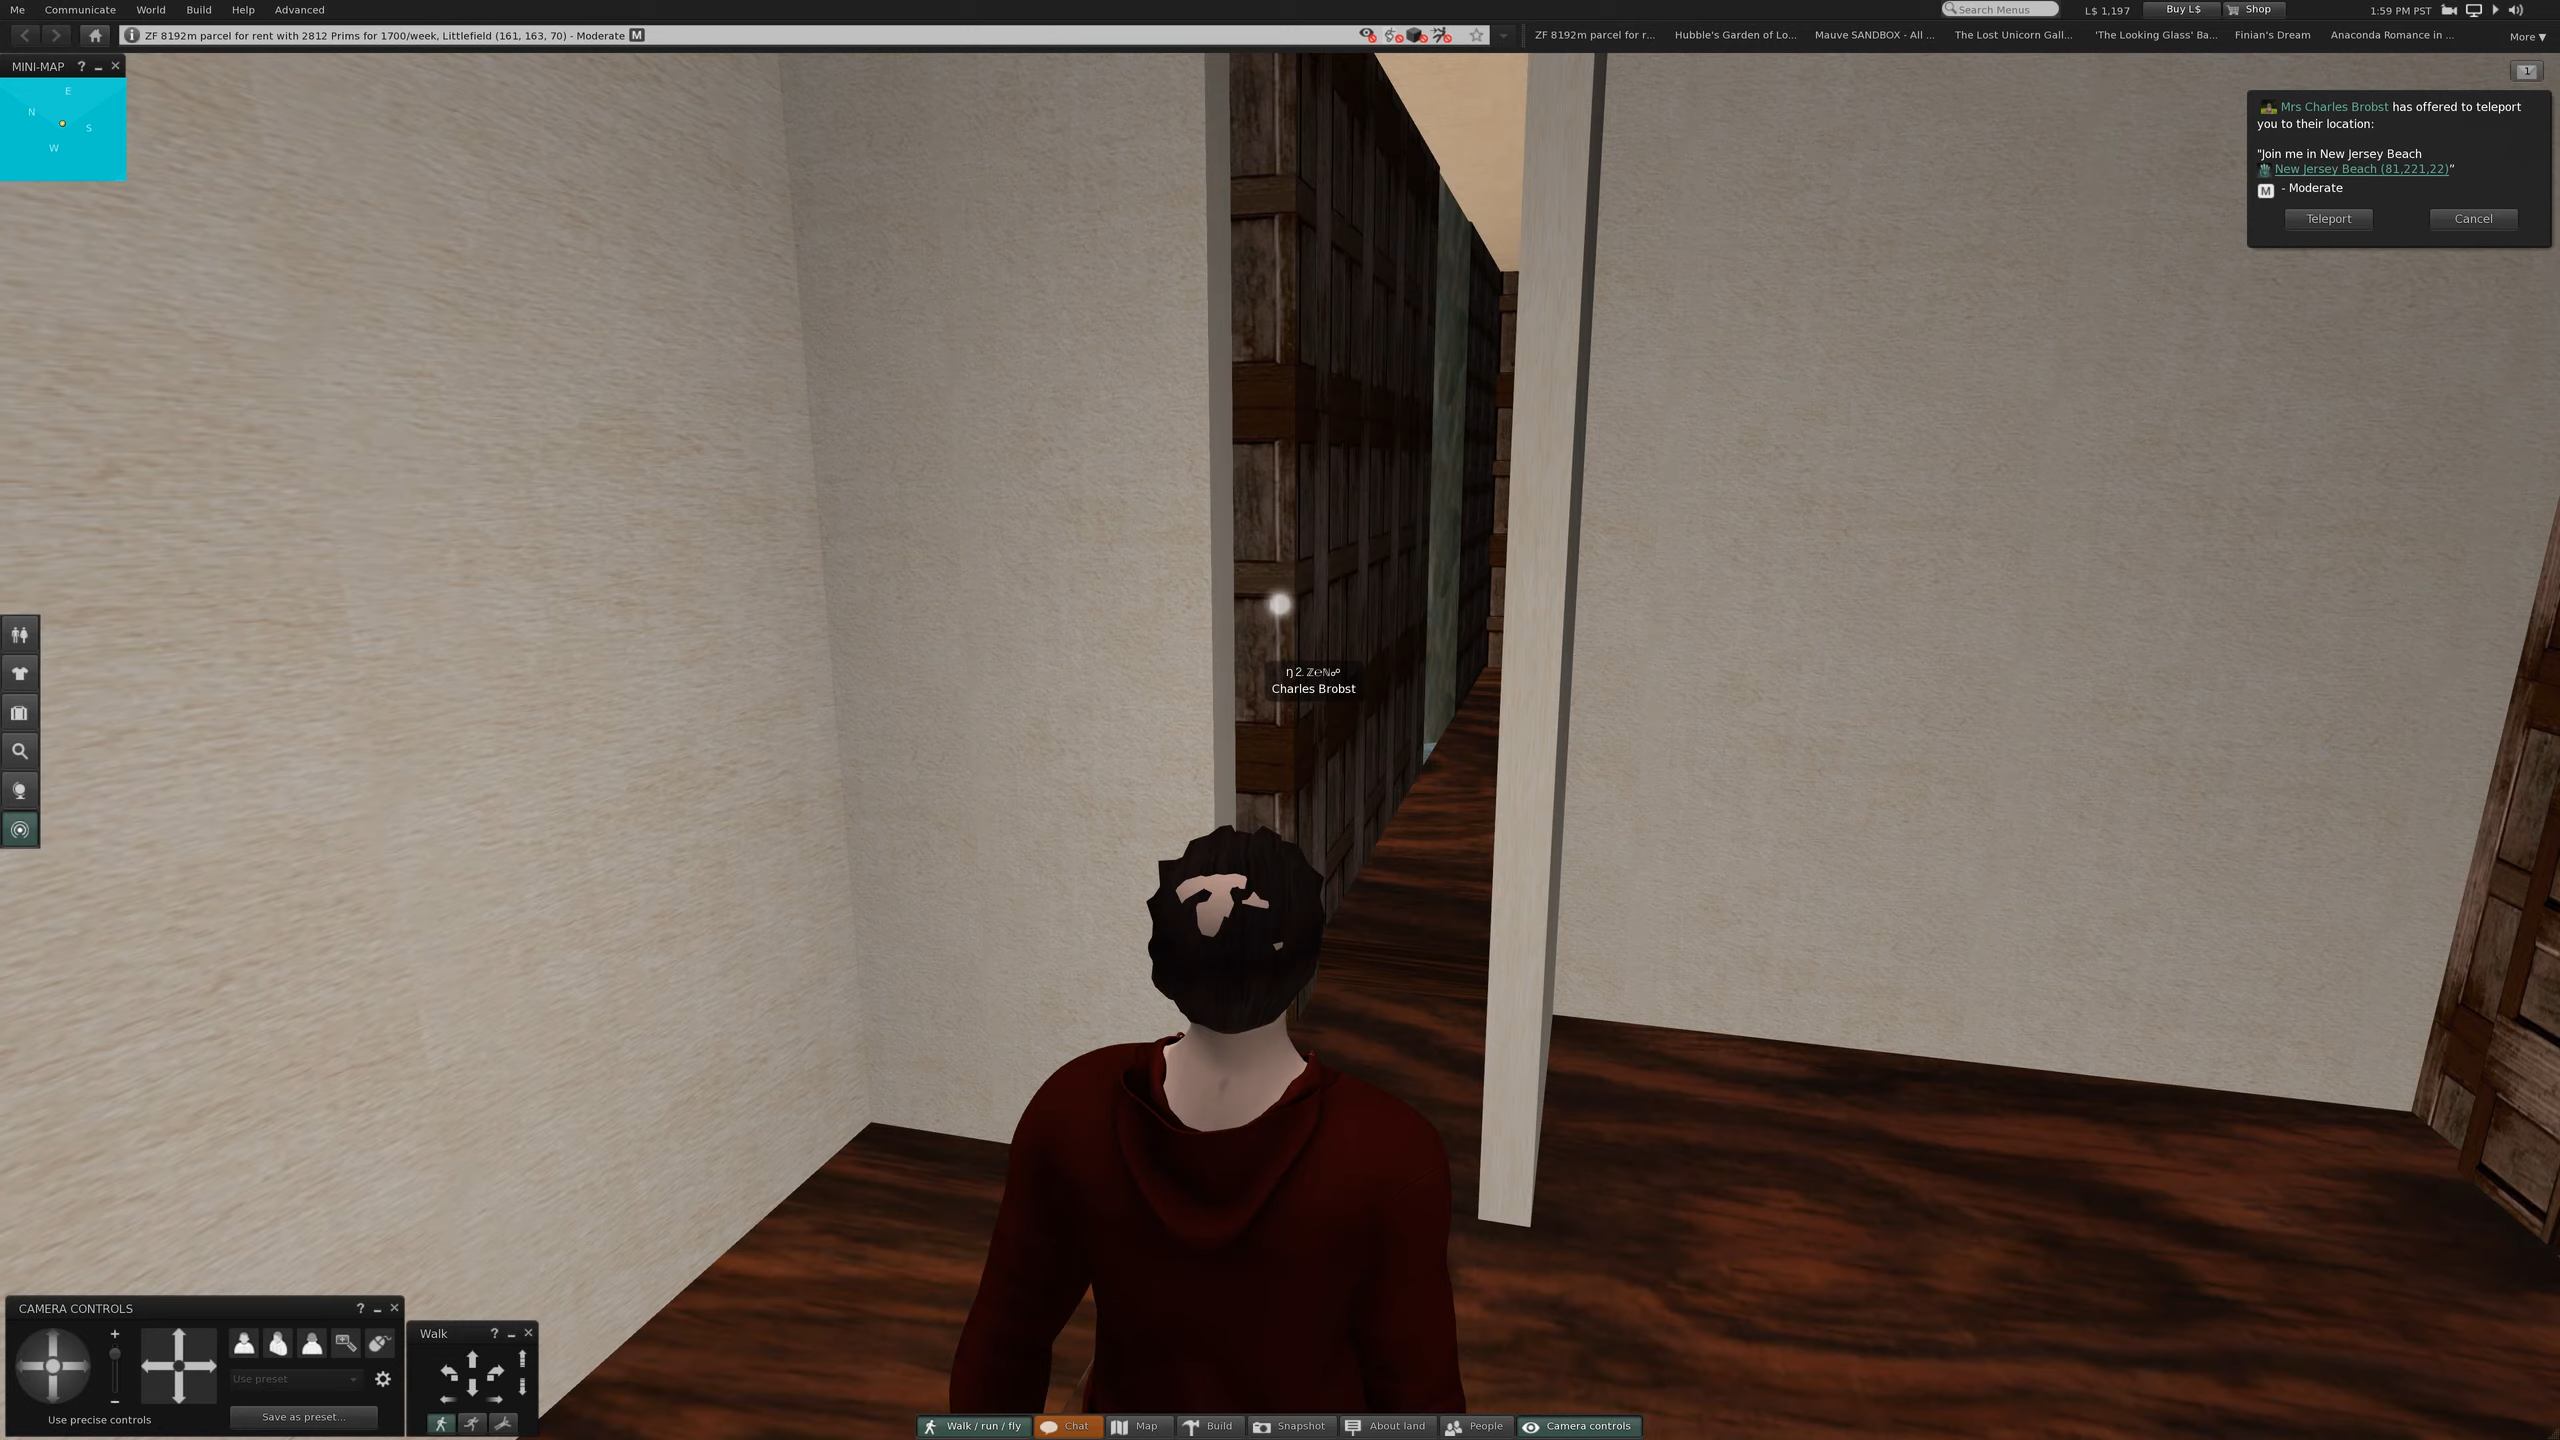 Me Communicate World Build Help Advanced
Search Menus
L$ 1,197
Buy L$
Shop
1:59 PM PST
ZF 8192m parcel for rent with 2812 Prims for 1700/week, Littlefield (161, 163, 70) - Moderate M
ZF 8192m parcel for r... Hubble's Garden of Lo... Mauve SANDBOX - All ... The Lost Unicorn Gall... 'The Looking Glass' Ba... Finian's Dream Anaconda Romance in ... More ▼
MINI-MAP ?
E
N
S
W
1
Mrs Charles Brobst has offered to teleport
you to their location:
"Join me in New Jersey Beach
New Jersey Beach (81,221,22)"
M - Moderate
Teleport Cancel
Charles Brobst
CAMERA CONTROLS ?
Use preset
Save as preset...
Use precise controls
Walk ?
Walk / run / fly Chat Map Build Snapshot About land People Camera controls